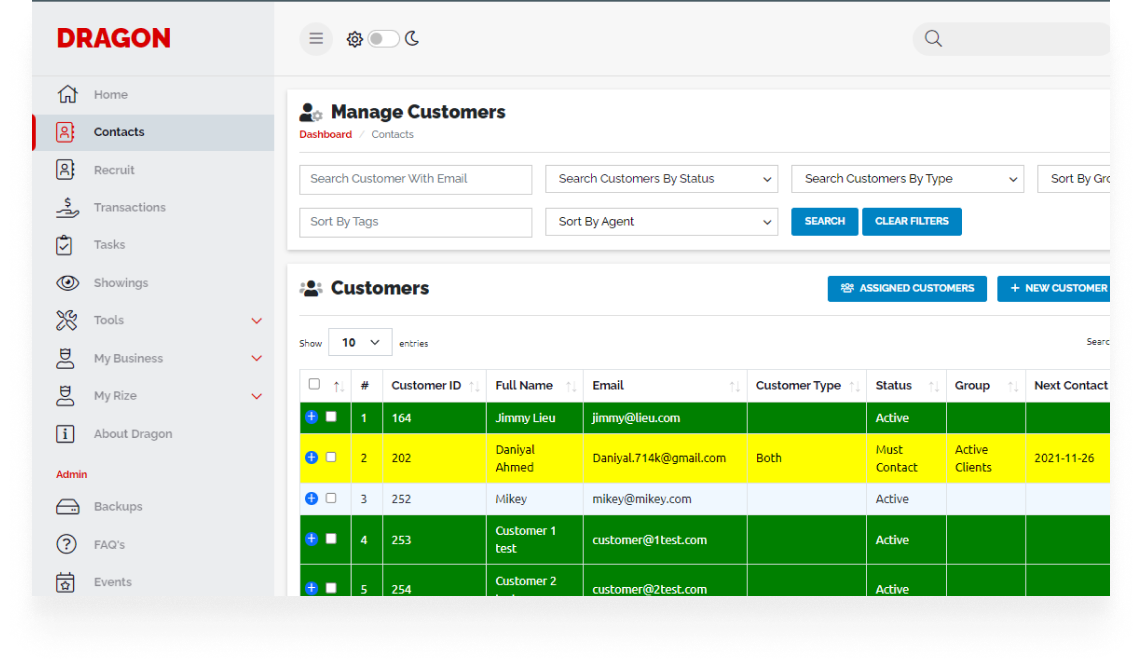 DRAGON
Home
Contacts
Recruit
Transactions
Tasks
Showings
Tools
My Business
My Rize
About Dragon
Admin
Backups
FAQ's
Events
Manage Customers
Dashboard / Contacts
Search Customer With Email Search Customers By Status Search Customers By Type Sort By Gro
Sort By Tags Sort By Agent SEARCH CLEAR FILTERS
Customers ASSIGNED CUSTOMERS + NEW CUSTOMER
Show 10 entries Searc
# Customer ID Full Name Email Customer Type Status Group Next Contact
1 164 Jimmy Lieu jimmy@lieu.com Active
2 202 Daniyal Ahmed Daniyal.714k@gmail.com Both Must Contact Active Clients 2021-11-26
3 252 Mikey mikey@mikey.com Active
4 253 Customer 1 test customer@1test.com Active
5 254 Customer 2 customer@2test.com Active